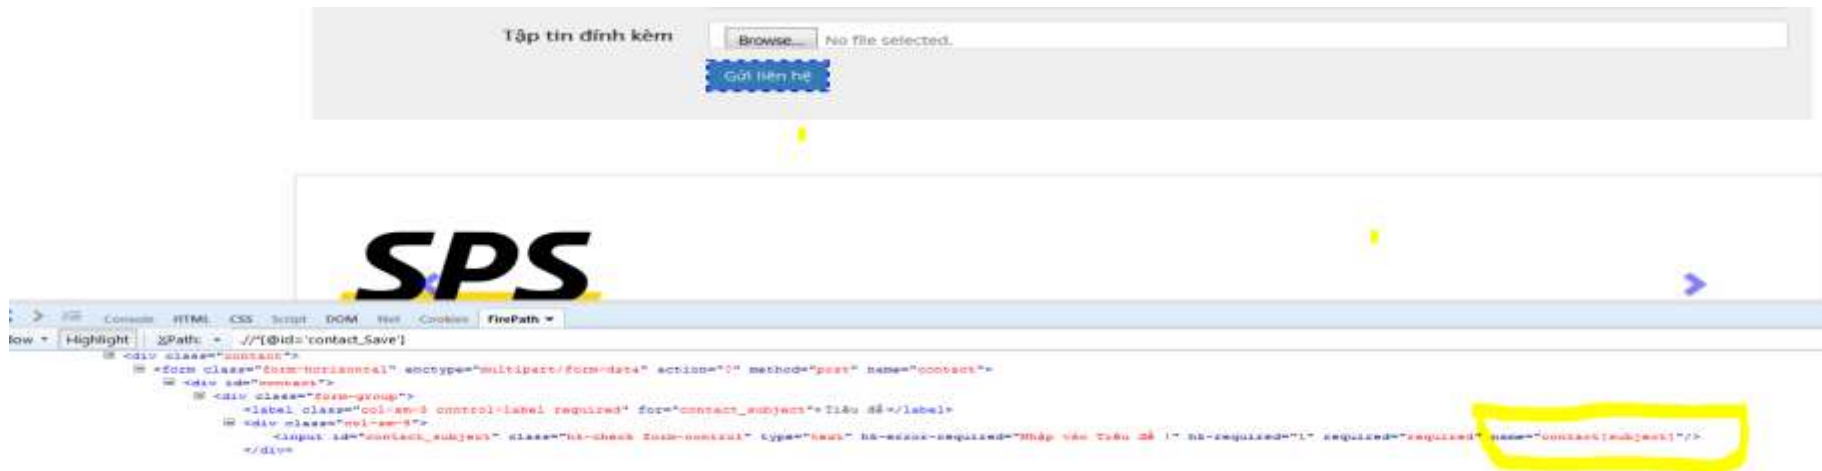 Tập tin đính kèm
Browse... No file selected.
Gửi liên hệ
SPS
Console HTML CSS Script DOM Net Cookies FirePath
Highlight XPath: .//*[@id='contact_Save']
<div class="contact">
<form class="form-horizontal" enctype="multipart/form-data" action="?" method="post" name="contact">
<div id="contact">
<div class="form-group">
<label class="col-sm-3 control-label required" for="contact_subject">Tiêu đề</label>
<div class="col-sm-9">
<input id="contact_subject" class="hk-check form-control" type="text" hk-error-required="Nhập vào Tiêu đề !" hk-required="1" required="required" name="contact[subject]"/>
</div>